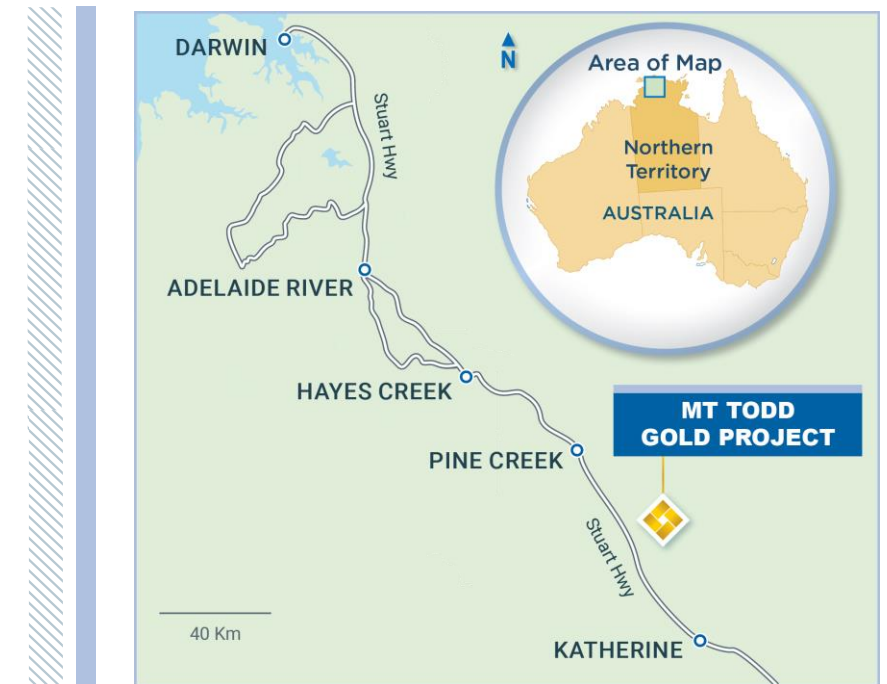 DARWIN
N
Area of Map
Northern
Territory
AUSTRALIA
Stuart Hwy
ADELAIDE RIVER
HAYES CREEK
MT TODD
GOLD PROJECT
PINE CREEK
Stuart Hwy
40 Km
KATHERINE